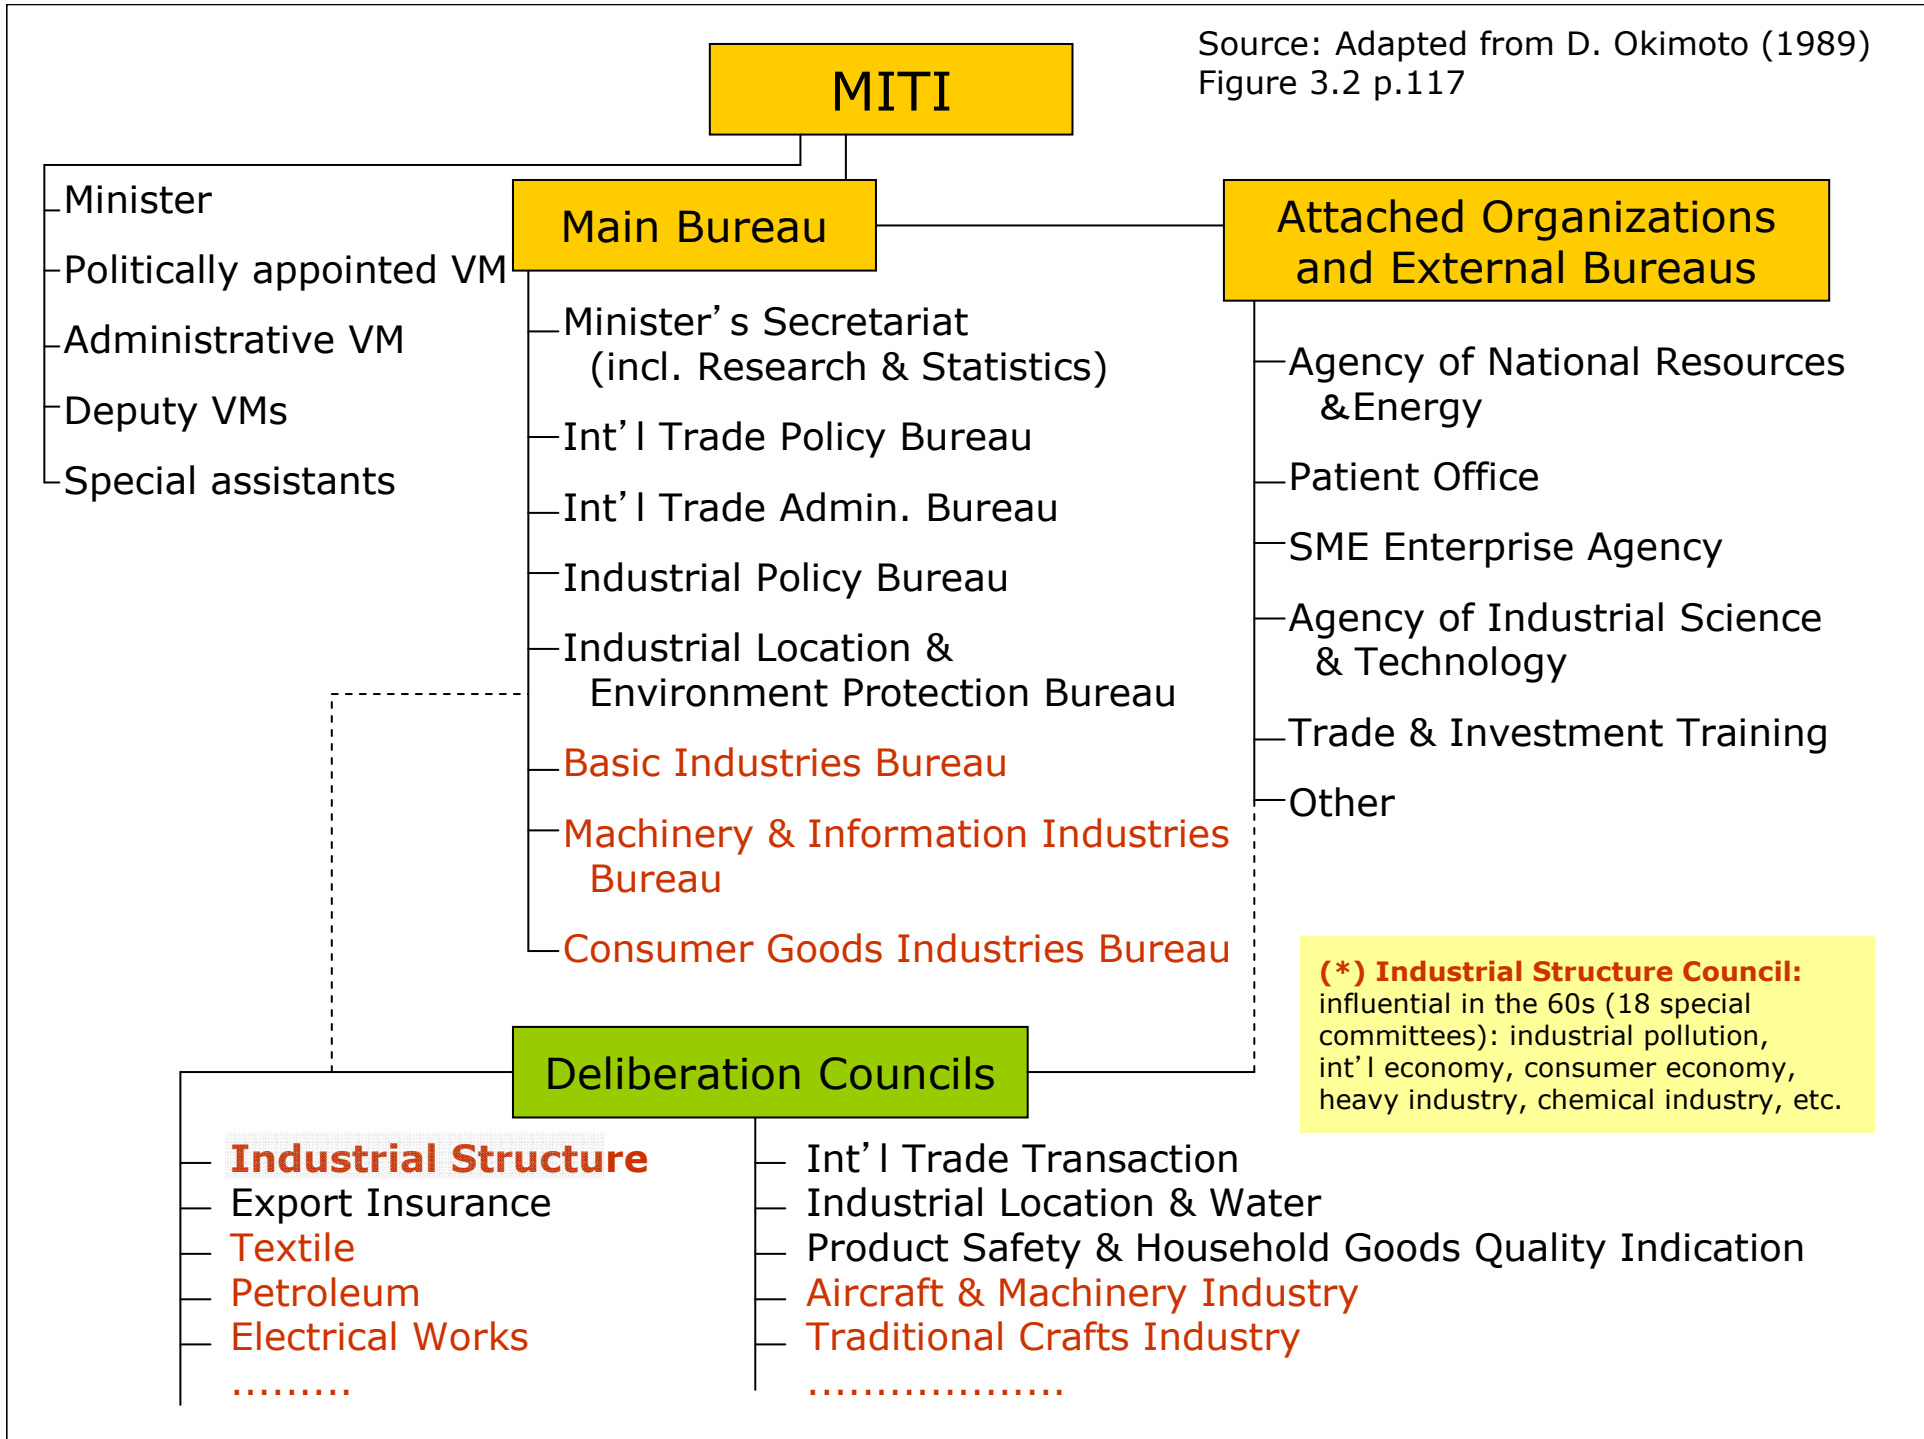 Source: Adapted from D. Okimoto (1989)
Figure 3.2 p.117
MITI
Minister
Politically appointed VM
Administrative VM
Deputy VMs
Special assistants
Main Bureau
Minister’s Secretariat
(incl. Research & Statistics)
Int’l Trade Policy Bureau
Int’l Trade Admin. Bureau
Industrial Policy Bureau
Industrial Location &
Environment Protection Bureau
Basic Industries Bureau
Machinery & Information Industries
Bureau
Consumer Goods Industries Bureau
Attached Organizations
and External Bureaus
Agency of National Resources
&Energy
Patient Office
SME Enterprise Agency
Agency of Industrial Science
& Technology
Trade & Investment Training
Other
(*) Industrial Structure Council:
influential in the 60s (18 special
committees): industrial pollution,
int’l economy, consumer economy,
heavy industry, chemical industry, etc.
Deliberation Councils
Industrial Structure
Export Insurance
Textile
Petroleum
Electrical Works
.........
Int’l Trade Transaction
Industrial Location & Water
Product Safety & Household Goods Quality Indication
Aircraft & Machinery Industry
Traditional Crafts Industry
...................